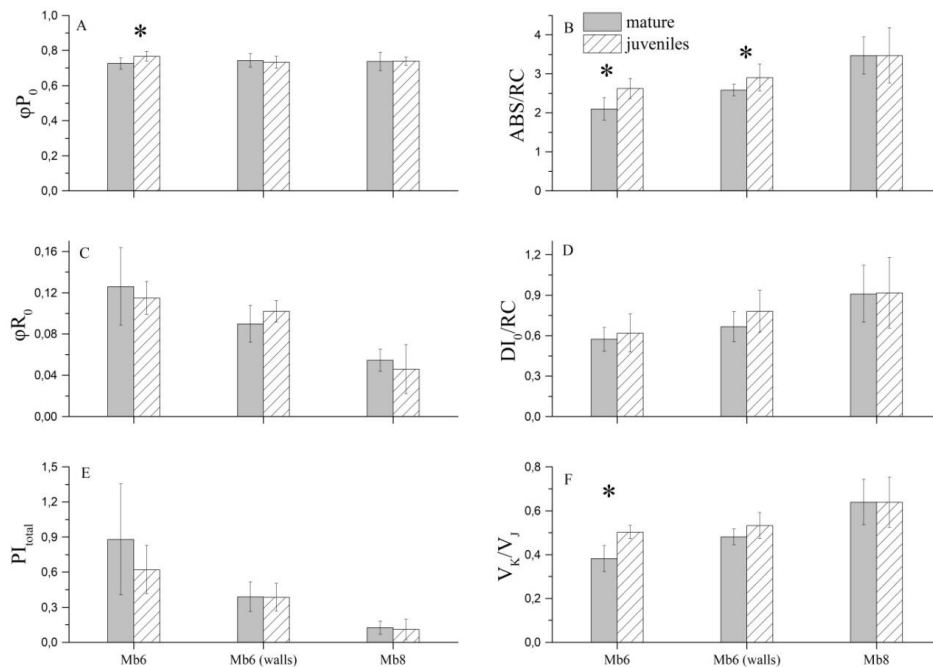 A
φP₀
1,0
0,8
0,6
0,4
0,2
0,0
*
B
mature
juveniles
ABS/RC
4
3
2
1
0
*
*
C
φR₀
0,16
0,12
0,08
0,04
0,00
D
DI₀/RC
1,2
0,9
0,6
0,3
0,0
E
PI_total
1,5
1,2
0,9
0,6
0,3
0,0
Mb6 Mb6 (walls) Mb8
F
V_K/V_J
0,8
0,6
0,4
0,2
0,0
*
Mb6 Mb6 (walls) Mb8